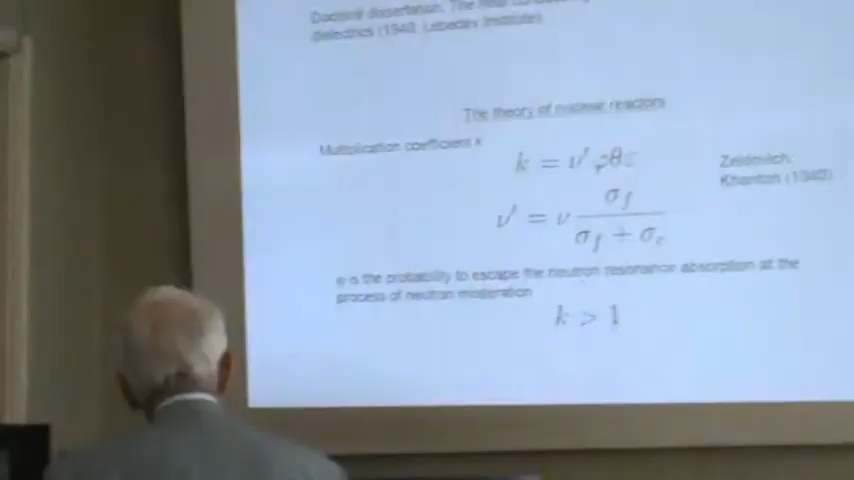 Doctoral dissertation. The heat
dielectrics (1940, Lebedev Institute)
The theory of nuclear reactors
Multiplication coefficient k
k = ν′φθε
Zeldovich,
Khariton (1940)
ν′ = ν σf / (σf + σc)
φ is the probability to escape the neutron resonance absorption at the
process of neutron moderation
k > 1